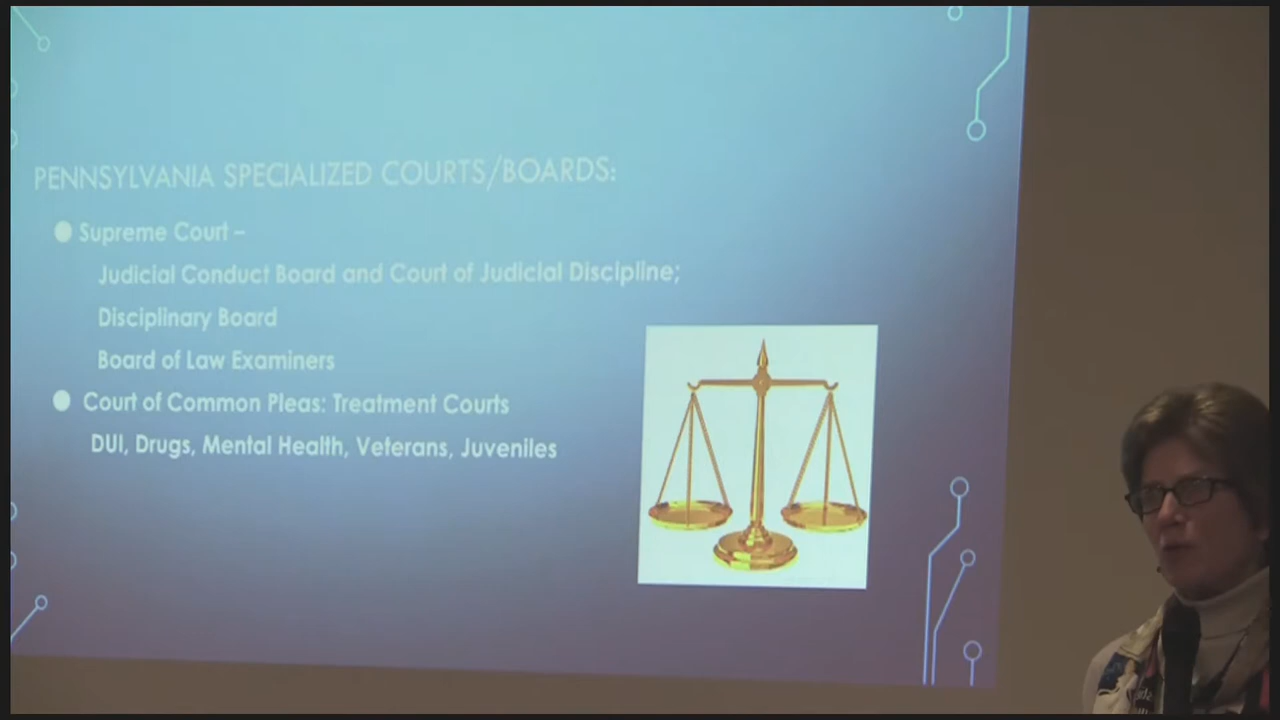 PENNSYLVANIA SPECIALIZED COURTS/BOARDS:
Supreme Court –
Judicial Conduct Board and Court of Judicial Discipline;
Disciplinary Board
Board of Law Examiners
Court of Common Pleas: Treatment Courts
DUI, Drugs, Mental Health, Veterans, Juveniles